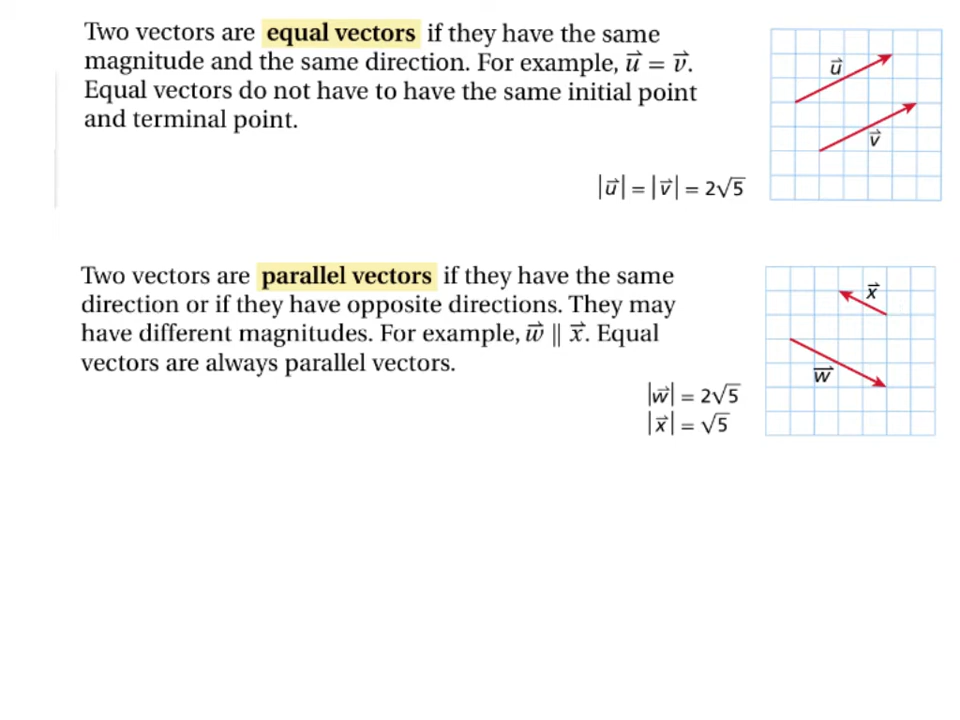 Two vectors are equal vectors if they have the same
magnitude and the same direction. For example, u⃗ = v⃗.
Equal vectors do not have to have the same initial point
and terminal point.
u⃗
v⃗
|u⃗| = |v⃗| = 2√5
Two vectors are parallel vectors if they have the same
direction or if they have opposite directions. They may
have different magnitudes. For example, w⃗ ∥ x⃗. Equal
vectors are always parallel vectors.
x⃗
w⃗
|w⃗| = 2√5
|x⃗| = √5